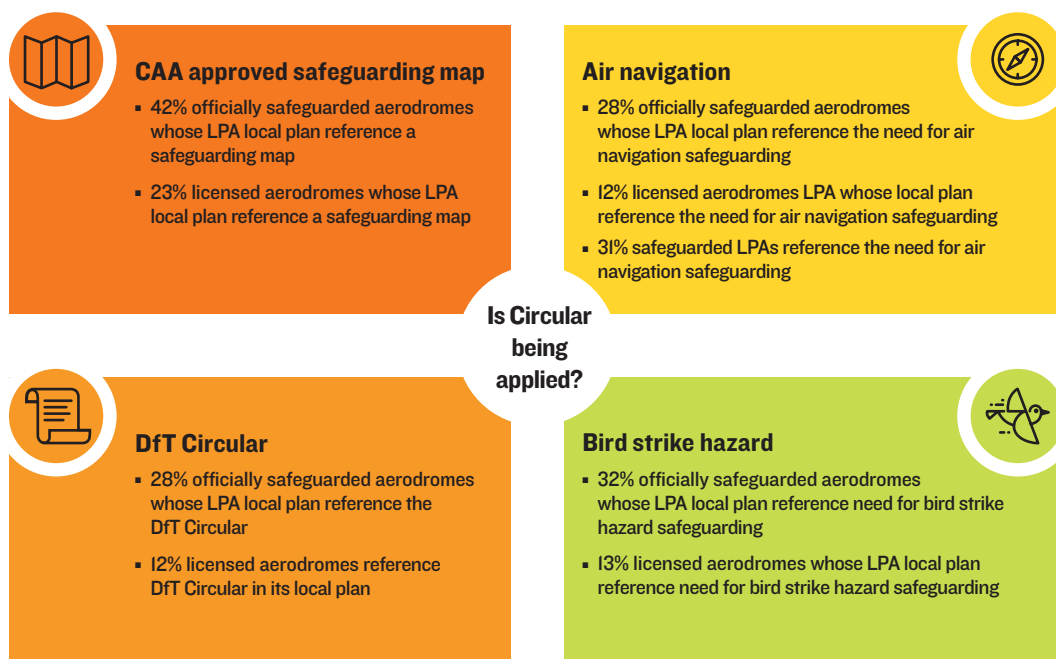 CAA approved safeguarding map
▪ 42% officially safeguarded aerodromes
whose LPA local plan reference a
safeguarding map
▪ 23% licensed aerodromes whose LPA
local plan reference a safeguarding map
Air navigation
▪ 28% officially safeguarded aerodromes
whose LPA local plan reference the need for air
navigation safeguarding
▪ 12% licensed aerodromes LPA whose local plan
reference the need for air navigation safeguarding
▪ 31% safeguarded LPAs reference the need for air
navigation safeguarding
Is Circular
being
applied?
DfT Circular
▪ 28% officially safeguarded aerodromes
whose LPA local plan reference the
DfT Circular
▪ 12% licensed aerodromes reference
DfT Circular in its local plan
Bird strike hazard
▪ 32% officially safeguarded aerodromes
whose LPA local plan reference need for bird strike
hazard safeguarding
▪ 13% licensed aerodromes whose LPA local plan
reference need for bird strike hazard safeguarding